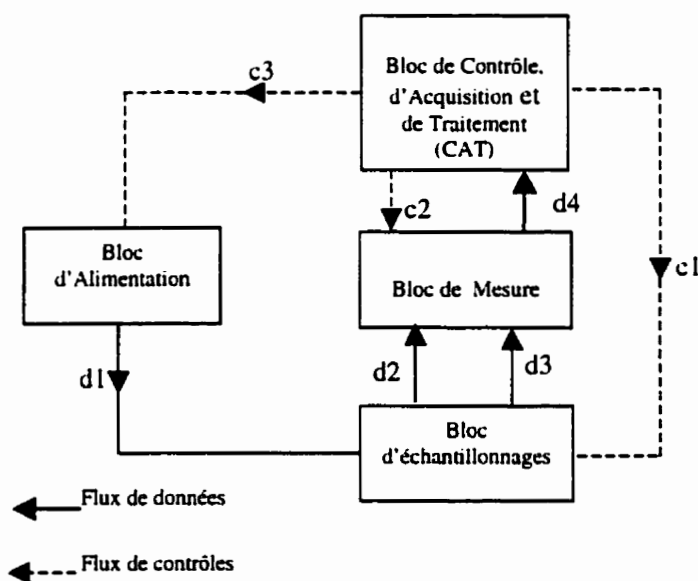 Bloc de Contrôle.
d'Acquisition et
de Traitement
(CAT)
c3
c2
d4
c1
Bloc
d'Alimentation
Bloc de Mesure
d1
d2
d3
Bloc
d'échantillonnages
Flux de données
Flux de contrôles